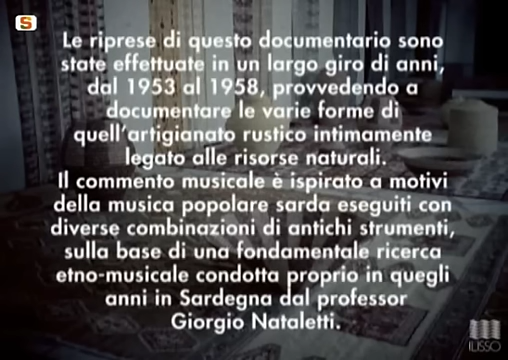 S
Le riprese di questo documentario sono
state effettuate in un largo giro di anni,
dal 1953 al 1958, provvedendo a
documentare le varie forme di
quell'artigianato rustico intimamente
legato alle risorse naturali.
Il commento musicale è ispirato a motivi
della musica popolare sarda eseguiti con
diverse combinazioni di antichi strumenti,
sulla base di una fondamentale ricerca
etno-musicale condotta proprio in quegli
anni in Sardegna dal professor
Giorgio Nataletti.
ILISSO